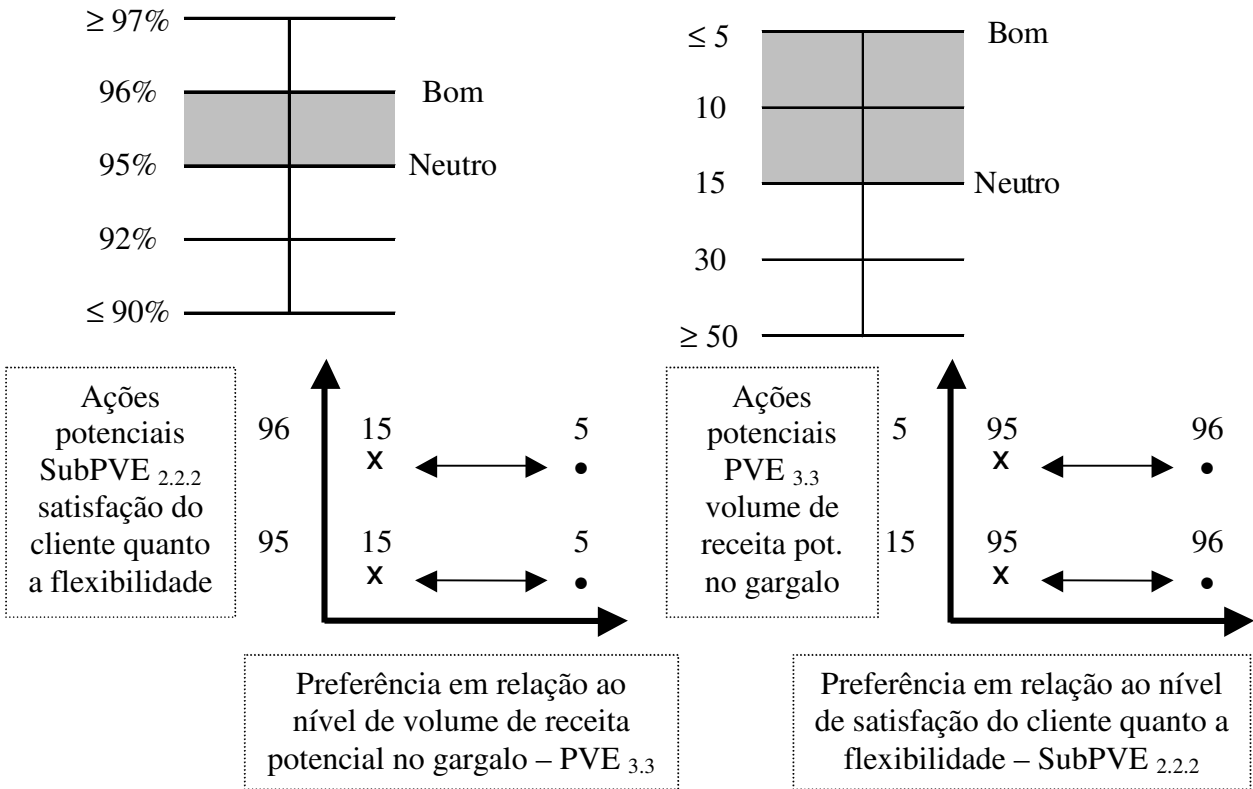 ≥ 97%
96%
Bom
95%
Neutro
92%
≤ 90%
≤ 5
Bom
10
15
Neutro
30
≥ 50
Ações
potenciais
SubPVE 2.2.2
satisfação do
cliente quanto
a flexibilidade
96
15
5
x
95
15
5
x
Preferência em relação ao
nível de volume de receita
potencial no gargalo – PVE 3.3
Ações
potenciais
PVE 3.3
volume de
receita pot.
no gargalo
5
95
96
x
15
95
96
x
Preferência em relação ao nível
de satisfação do cliente quanto a
flexibilidade – SubPVE 2.2.2